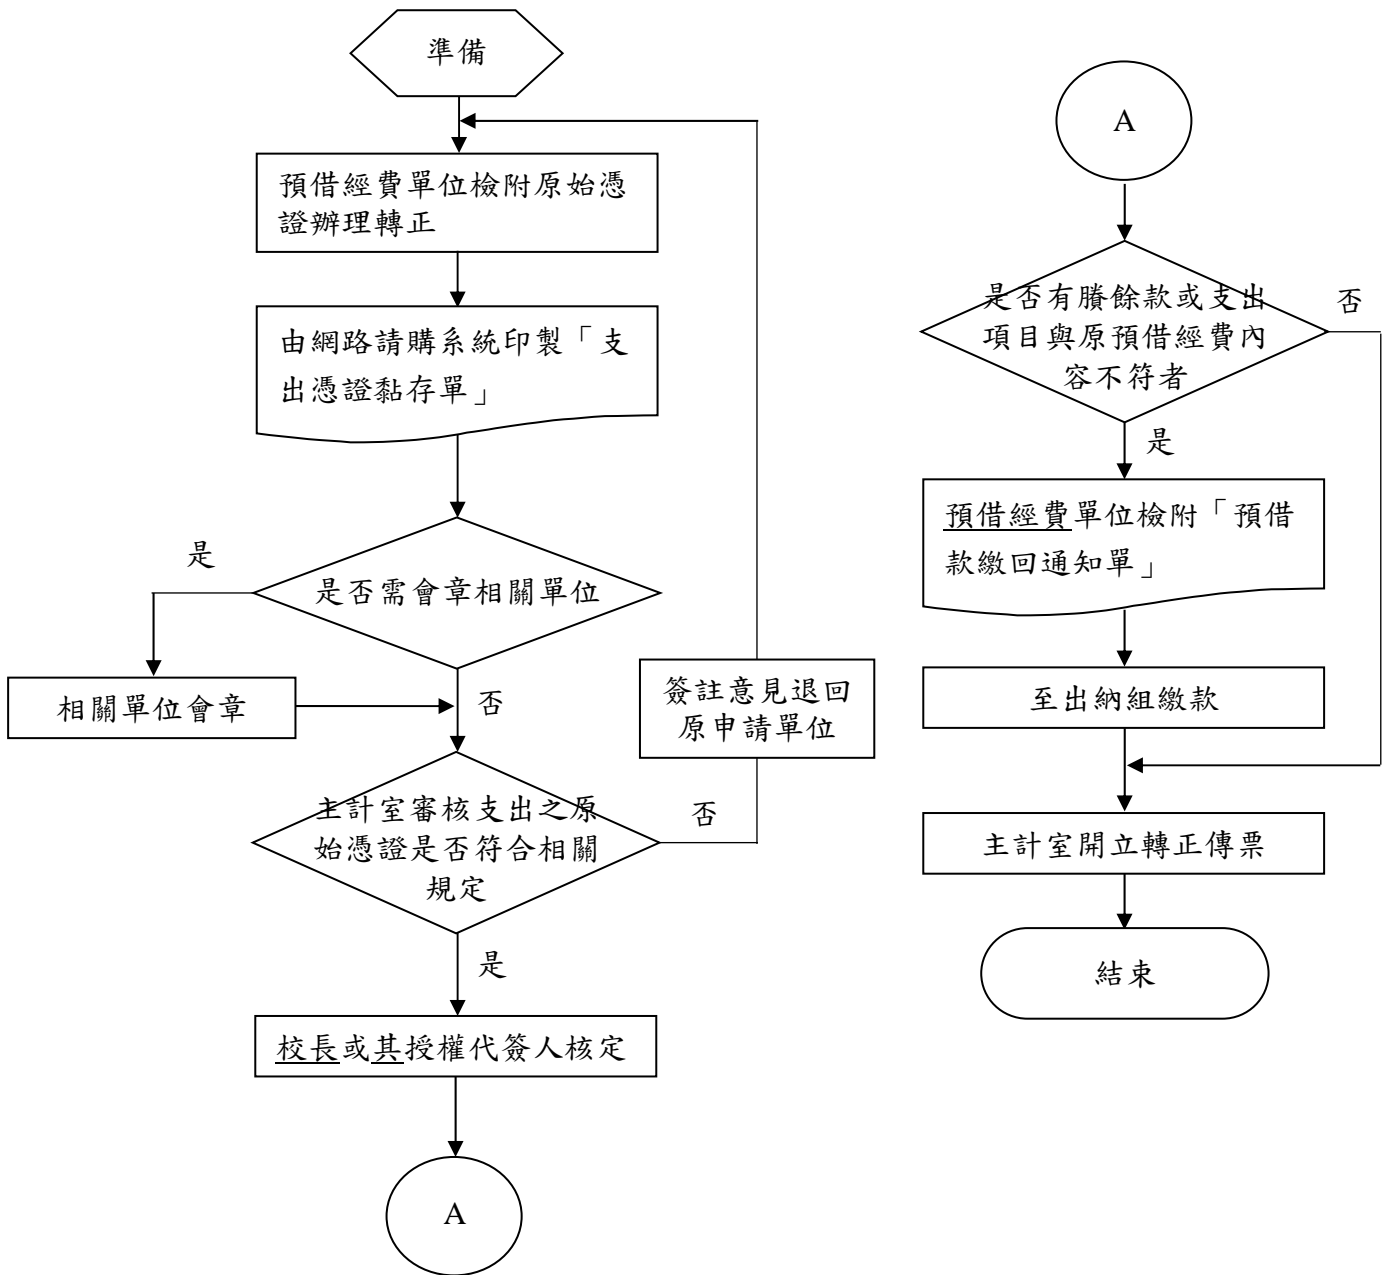 準備
預借經費單位檢附原始憑
證辦理轉正
由網路請購系統印製「支
出憑證黏存單」
是
是否需會章相關單位
相關單位會章
否
簽註意見退回
原申請單位
主計室審核支出之原
始憑證是否符合相關
規定
否
是
校長或其授權代簽人核定
A
A
是否有賸餘款或支出
項目與原預借經費內
容不符者
否
是
預借經費單位檢附「預借
款繳回通知單」
至出納組繳款
主計室開立轉正傳票
結束